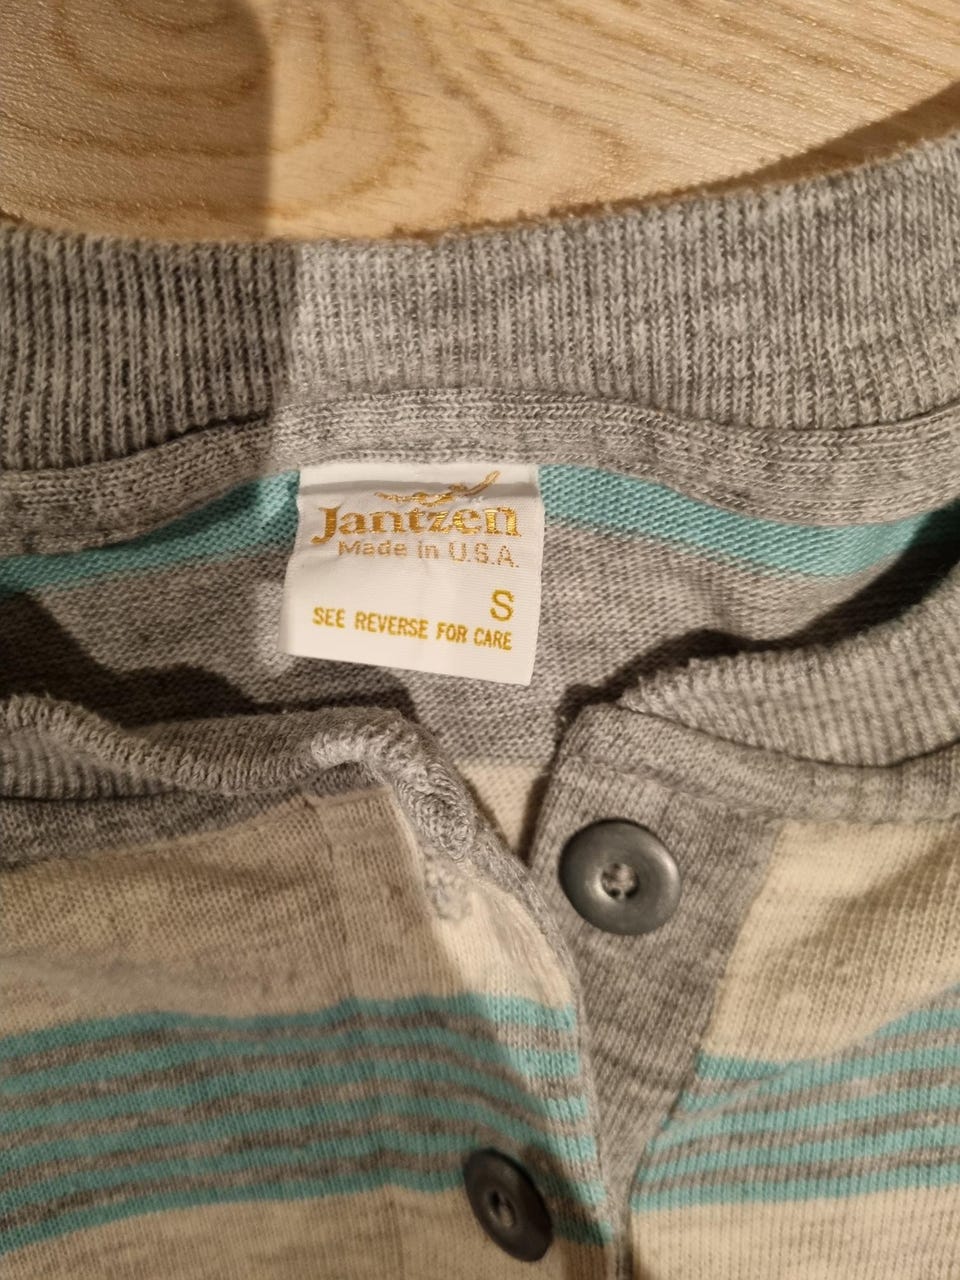 Jantzen
Made in U.S.A.
S
SEE REVERSE FOR CARE